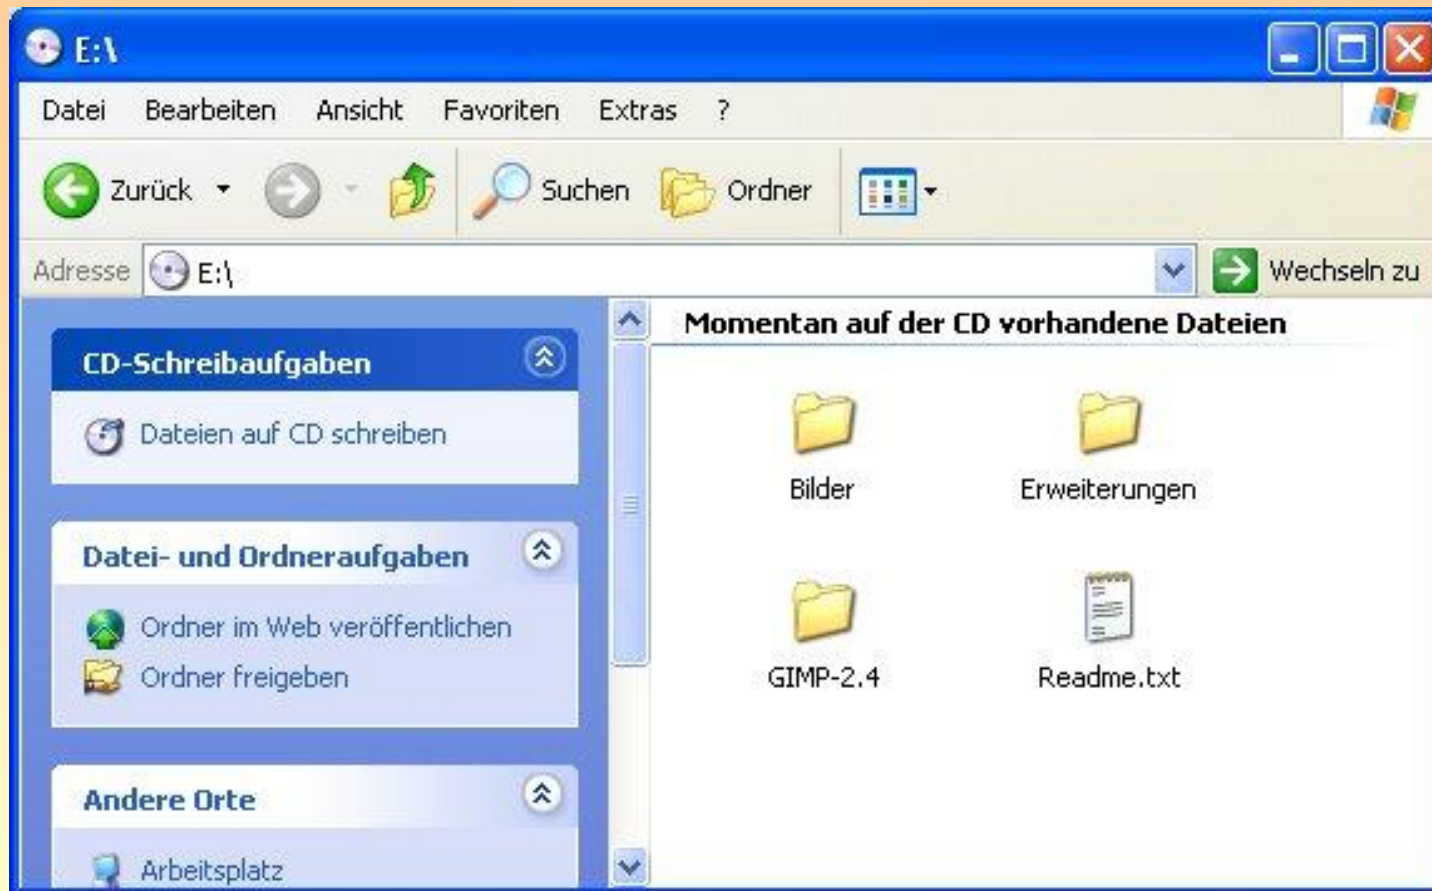 E:\
Datei Bearbeiten Ansicht Favoriten Extras ?
Zurück Suchen Ordner
Adresse E:\ Wechseln zu
CD-Schreibaufgaben
Dateien auf CD schreiben
Datei- und Ordneraufgaben
Ordner im Web veröffentlichen
Ordner freigeben
Andere Orte
Arbeitsplatz
Momentan auf der CD vorhandene Dateien
Bilder Erweiterungen
GIMP-2.4 Readme.txt